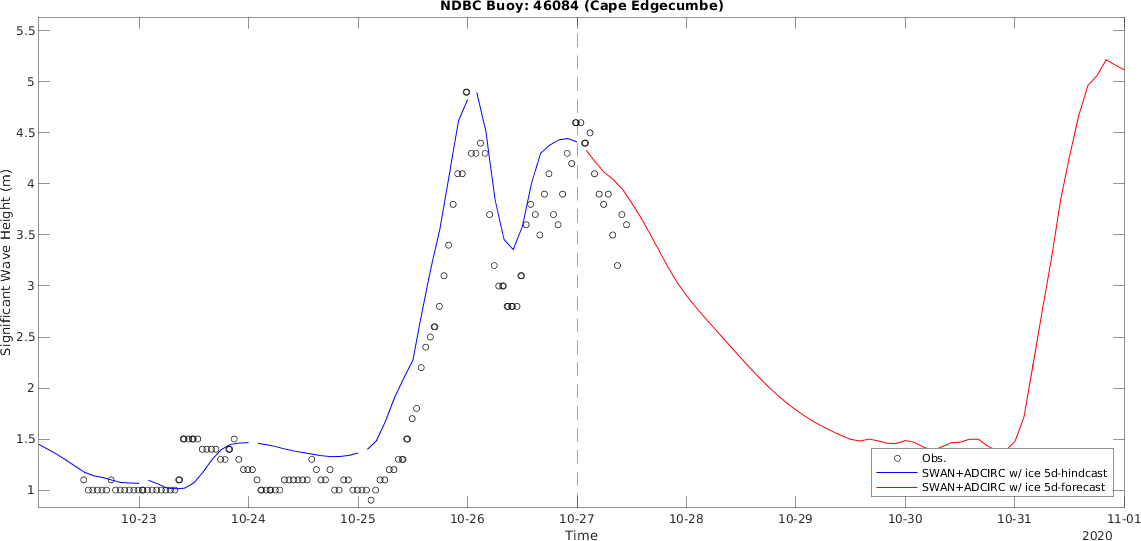 NDBC Buoy: 46084 (Cape Edgecumbe)
5.5
5
4.5
4
3.5
3
2.5
2
1.5
1
Significant Wave Height (m)
Obs.
SWAN+ADCIRC w/ ice 5d-hindcast
SWAN+ADCIRC w/ ice 5d-forecast
10-23 10-24 10-25 10-26 10-27 10-28 10-29 10-30 10-31 11-01
Time
2020